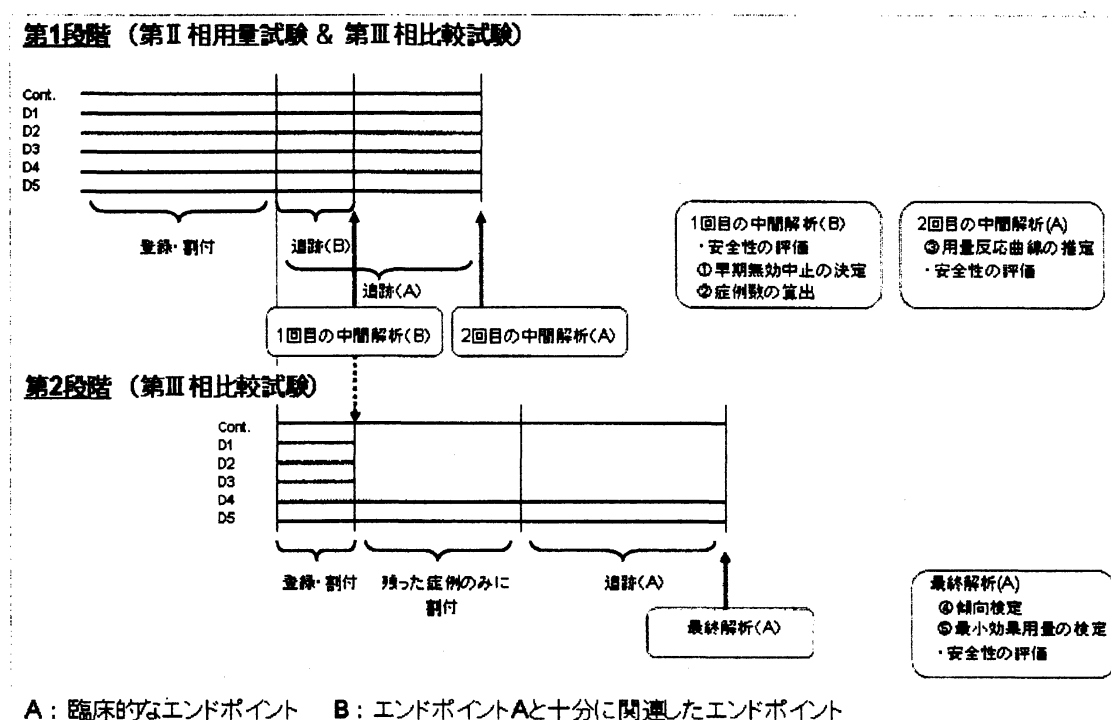 第1段階 (第Ⅱ相用量試験 & 第Ⅲ相比較試験)
Cont.
D1
D2
D3
D4
D5
登録・割付
追跡(B)
追跡(A)
1回目の中間解析(B)
2回目の中間解析(A)
1回目の中間解析(B)
・安全性の評価
①早期無効中止の決定
②症例数の算出
2回目の中間解析(A)
③用量反応曲線の推定
・安全性の評価
第2段階 (第Ⅲ相比較試験)
Cont.
D1
D2
D3
D4
D5
登録・割付
残った症例のみに
割付
追跡(A)
最終解析(A)
最終解析(A)
④傾向検定
⑤最小効果用量の検定
・安全性の評価
A:臨床的なエンドポイント B:エンドポイントAと十分に関連したエンドポイント